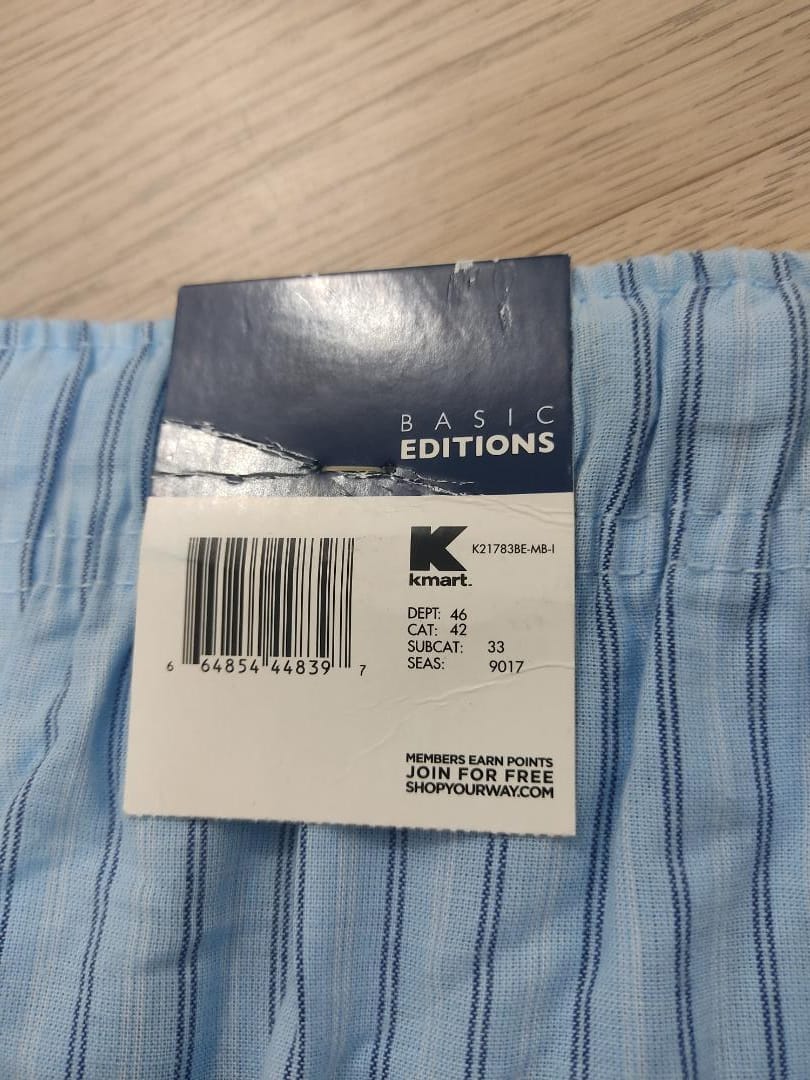 BASIC
EDITIONS
K kmart.
K21783BE-MB-I
DEPT: 46
CAT: 42
SUBCAT: 33
SEAS: 9017
6 64854 44839 7
MEMBERS EARN POINTS
JOIN FOR FREE
SHOPYOURWAY.COM